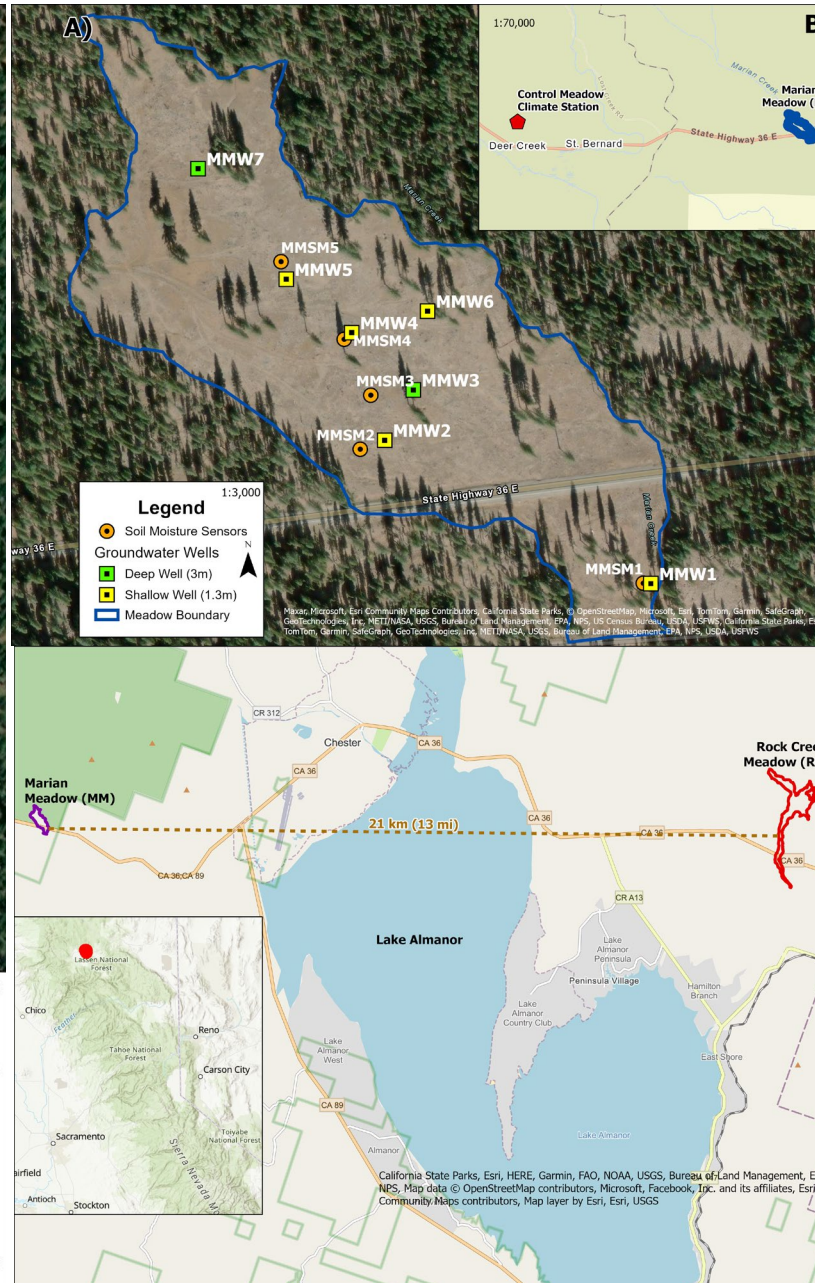 A)
MMW7
Marian Creek
MMSM5
MMW5
MMW6
MMW4
MMSM4
MMSM3
MMW3
MMSM2
MMW2
State Highway 36 E
way 36 E
Marian Creek
MMSM1
MMW1
1:3,000
Legend
Soil Moisture Sensors
Groundwater Wells
N
Deep Well (3m)
Shallow Well (1.3m)
Meadow Boundary
Maxar, Microsoft, Esri Community Maps Contributors, California State Parks, © OpenStreetMap, Microsoft, Esri, TomTom, Garmin, SafeGraph,
GeoTechnologies, Inc, METI/NASA, USGS, Bureau of Land Management, EPA, NPS, US Census Bureau, USDA, USFWS, California State Parks, Es
TomTom, Garmin, SafeGraph, GeoTechnologies, Inc, METI/NASA, USGS, Bureau of Land Management, EPA, NPS, USDA, USFWS
1:70,000
B
Marian Creek
Control Meadow
Climate Station
Marian
Meadow (
Deer Creek
St. Bernard
State Highway 36 E
CR 312
Chester
CA 36
CA 36
Marian
Meadow (MM)
Rock Cree
Meadow (R
21 km (13 mi)
CA 36
CA 36
CA 36
CA 36;CA 89
CR A13
Lake Almanor
Lake
Almanor
Peninsula
Peninsula Village
Hamilton
Branch
Lake
Almanor
Country Club
East Shore
Lake
Almanor
West
CA 89
Almanor
Lake Almanor
Lassen National
Forest
Chico
Feather
Reno
Tahoe National
Forest
Carson City
Toiyabe
National Forest
Sacramento
Sierra Nevada M
airfield
Antioch
Stockton
California State Parks, Esri, HERE, Garmin, FAO, NOAA, USGS, Bureau of Land Management, E
NPS, Map data © OpenStreetMap contributors, Microsoft, Facebook, Inc. and its affiliates, Esri
Community Maps contributors, Map layer by Esri, Esri, USGS